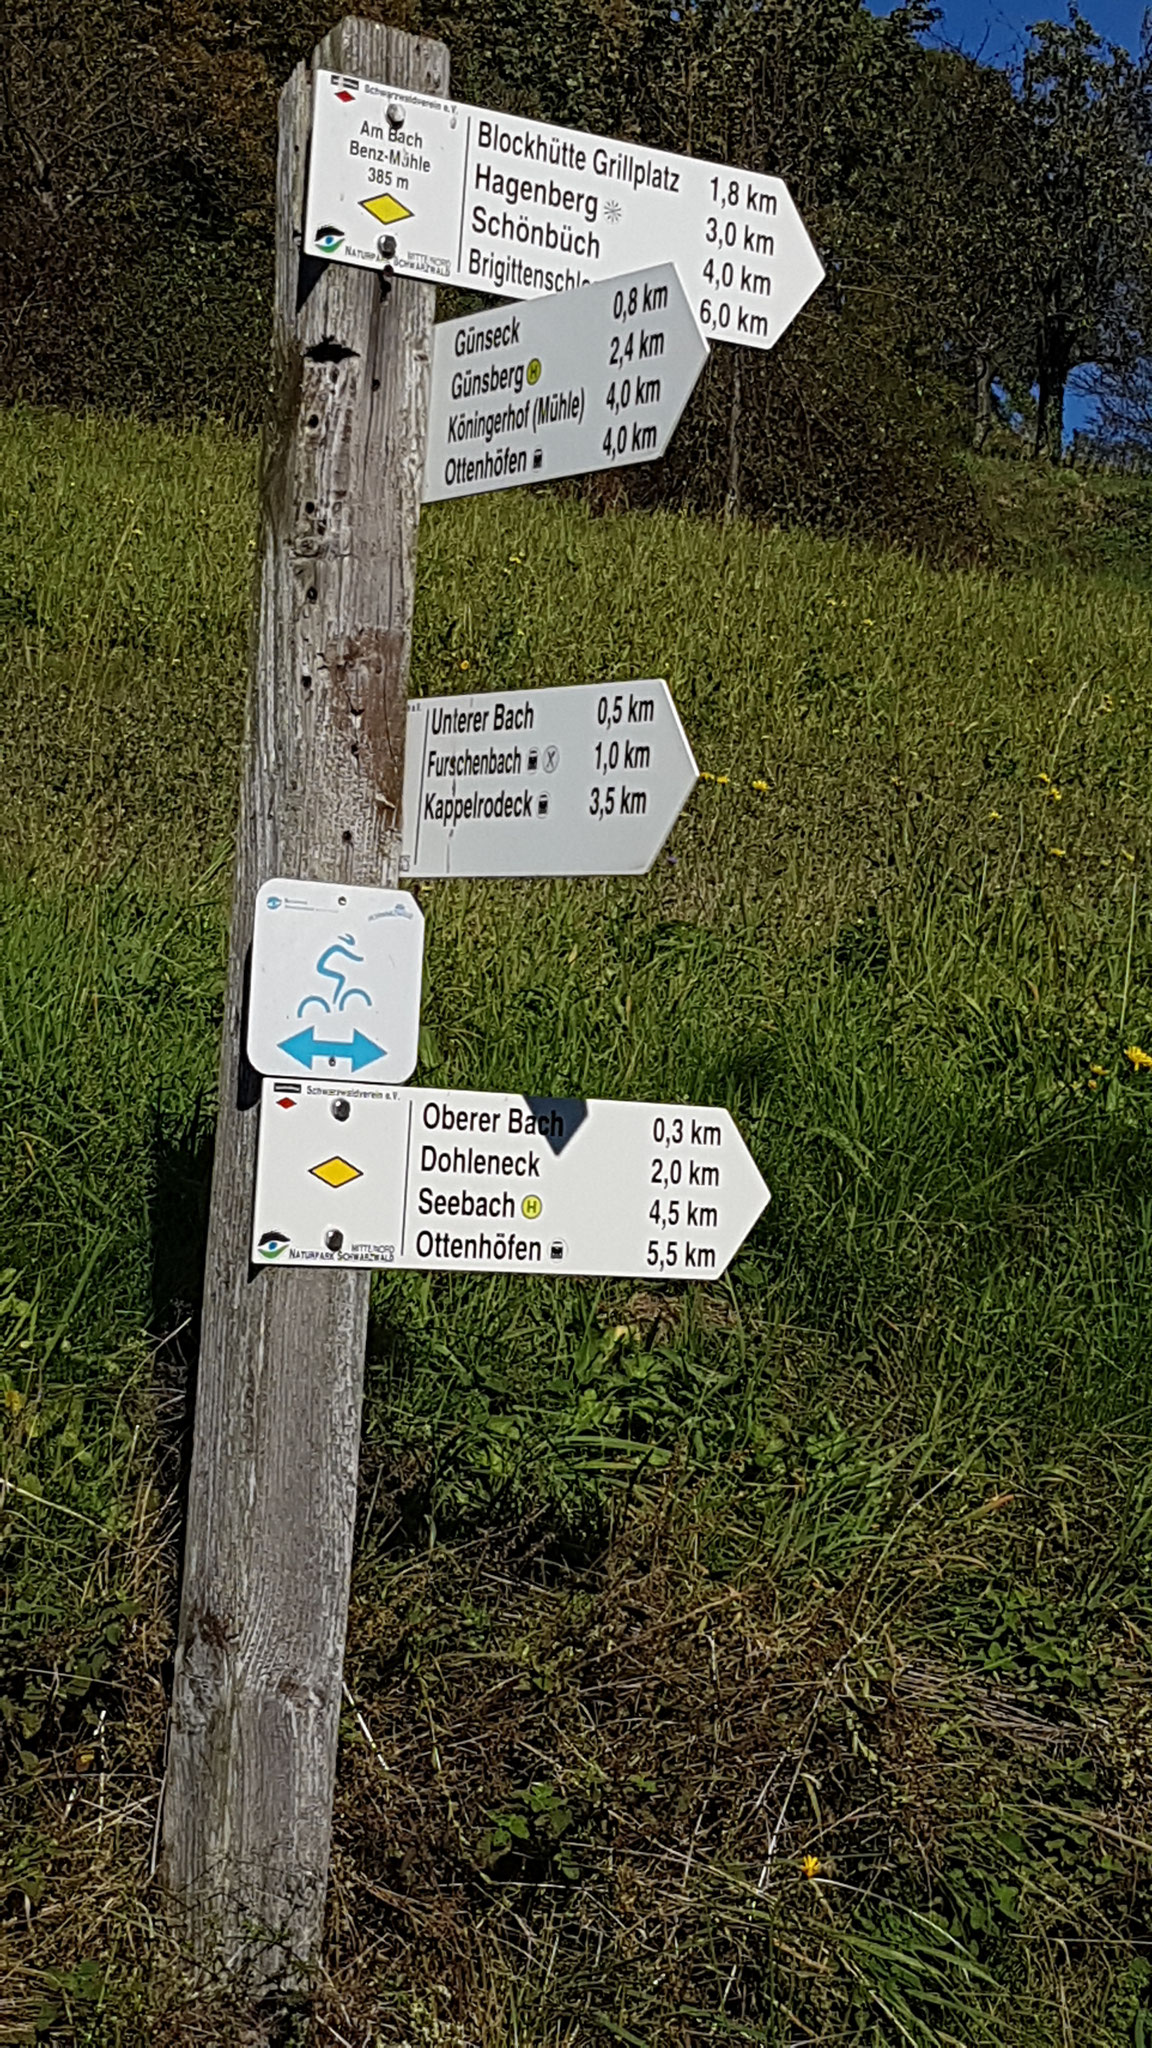 Schwarzwaldverein e.V.
Am Bach
Benz-Mühle
385 m
NATURPARK SCHWARZWALD MITTE/NORD
Blockhütte Grillplatz 1,8 km
Hagenberg 3,0 km
Schönbüch 4,0 km
Brigittenschlo 6,0 km
Günseck 0,8 km
Günsberg H 2,4 km
Köningerhof (Mühle) 4,0 km
Ottenhöfen 4,0 km
Unterer Bach 0,5 km
Furschenbach 1,0 km
Kappelrodeck 3,5 km
Schwarzwaldverein e.V.
NATURPARK SCHWARZWALD MITTE/NORD
Oberer Bach 0,3 km
Dohleneck 2,0 km
Seebach H 4,5 km
Ottenhöfen 5,5 km